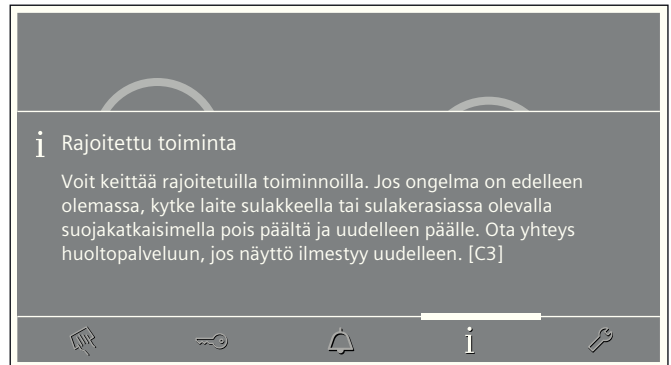 i Rajoitettu toiminta
Voit keittää rajoitetuilla toiminnoilla. Jos ongelma on edelleen
olemassa, kytke laite sulakkeella tai sulakerasiassa olevalla
suojakatkaisimella pois päältä ja uudelleen päälle. Ota yhteys
huoltopalveluun, jos näyttö ilmestyy uudelleen. [C3]
i